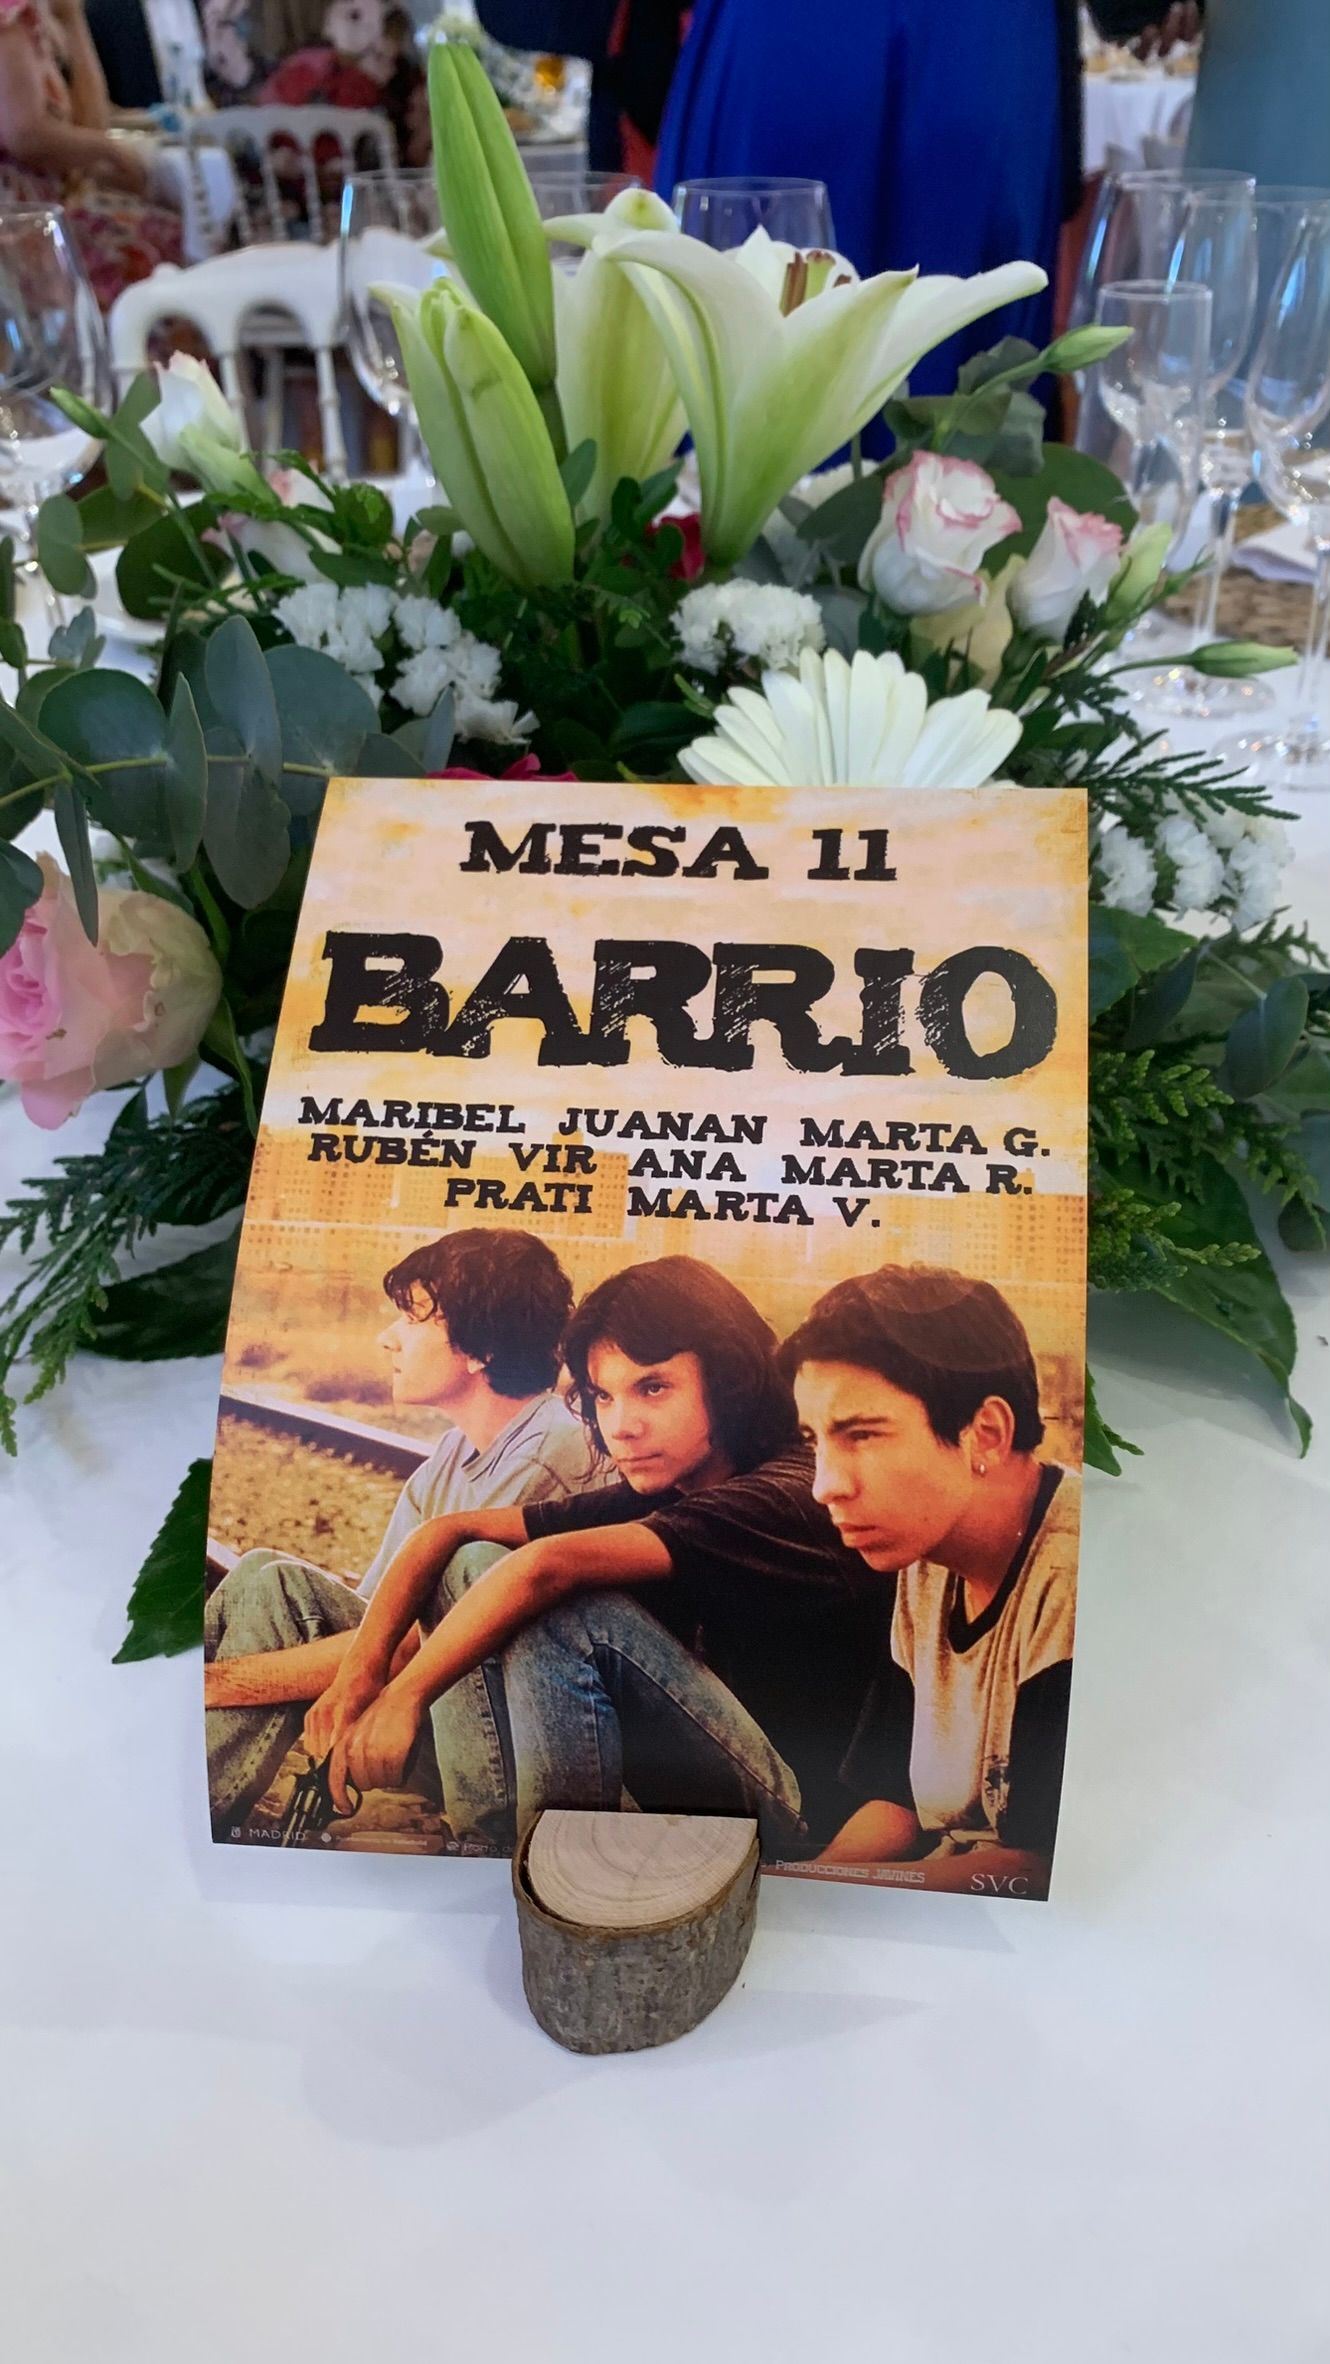 MESA 11
BARRIO
MARIBEL JUANAN MARTA G.
RUBÉN VIR ANA MARTA R.
PRATI MARTA V.
MADRID
PRODUCCIONES JAVINES
SVC